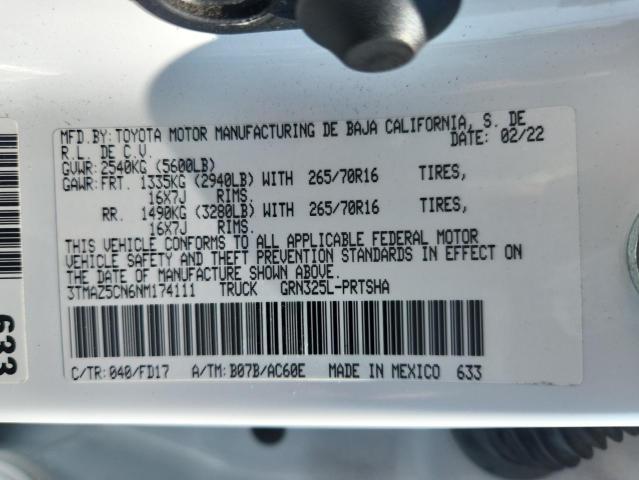 MFD.BY: TOYOTA MOTOR MANUFACTURING DE BAJA CALIFORNIA, S. DE
R.L. DE C.V. DATE: 02/22
GVWR: 2540KG (5600LB)
GAWR: FRT. 1335KG (2940LB) WITH 265/70R16 TIRES,
16X7J RIMS.
RR. 1490KG (3280LB) WITH 265/70R16 TIRES,
16X7J RIMS.
THIS VEHICLE CONFORMS TO ALL APPLICABLE FEDERAL MOTOR
VEHICLE SAFETY AND THEFT PREVENTION STANDARDS IN EFFECT ON
THE DATE OF MANUFACTURE SHOWN ABOVE.
3TMAZ5CN6NM174111 TRUCK GRN325L-PRTSHA
C/TR: 040/FD17 A/TM: B07B/AC60E MADE IN MEXICO 633
633